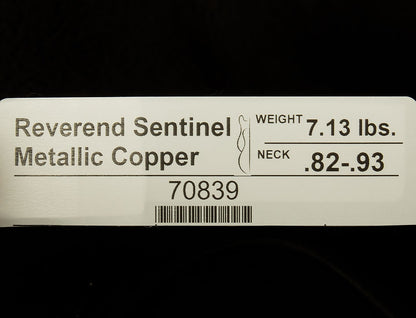 Reverend Sentinel
Metallic Copper
WEIGHT 7.13 lbs.
NECK .82-.93
70839